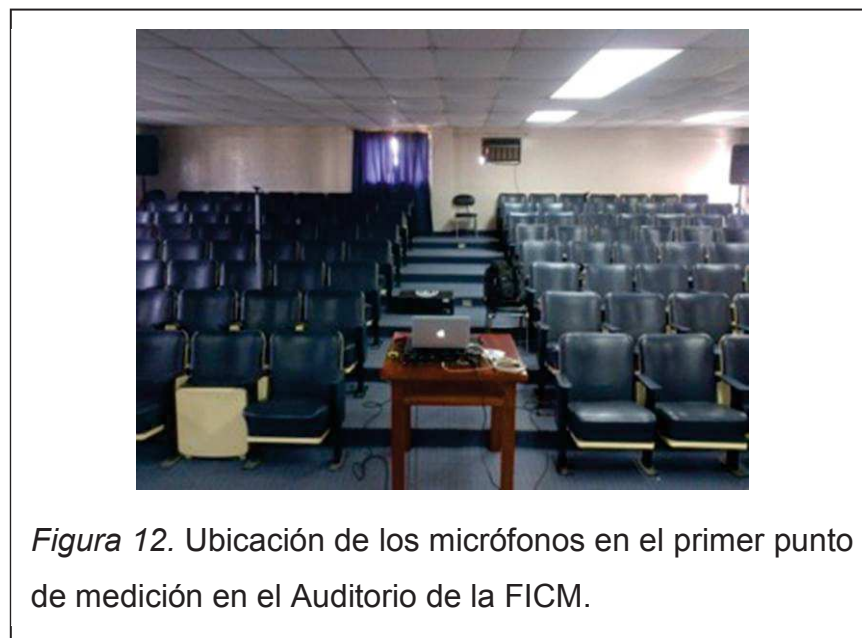 Figura 12. Ubicación de los micrófonos en el primer punto
de medición en el Auditorio de la FICM.